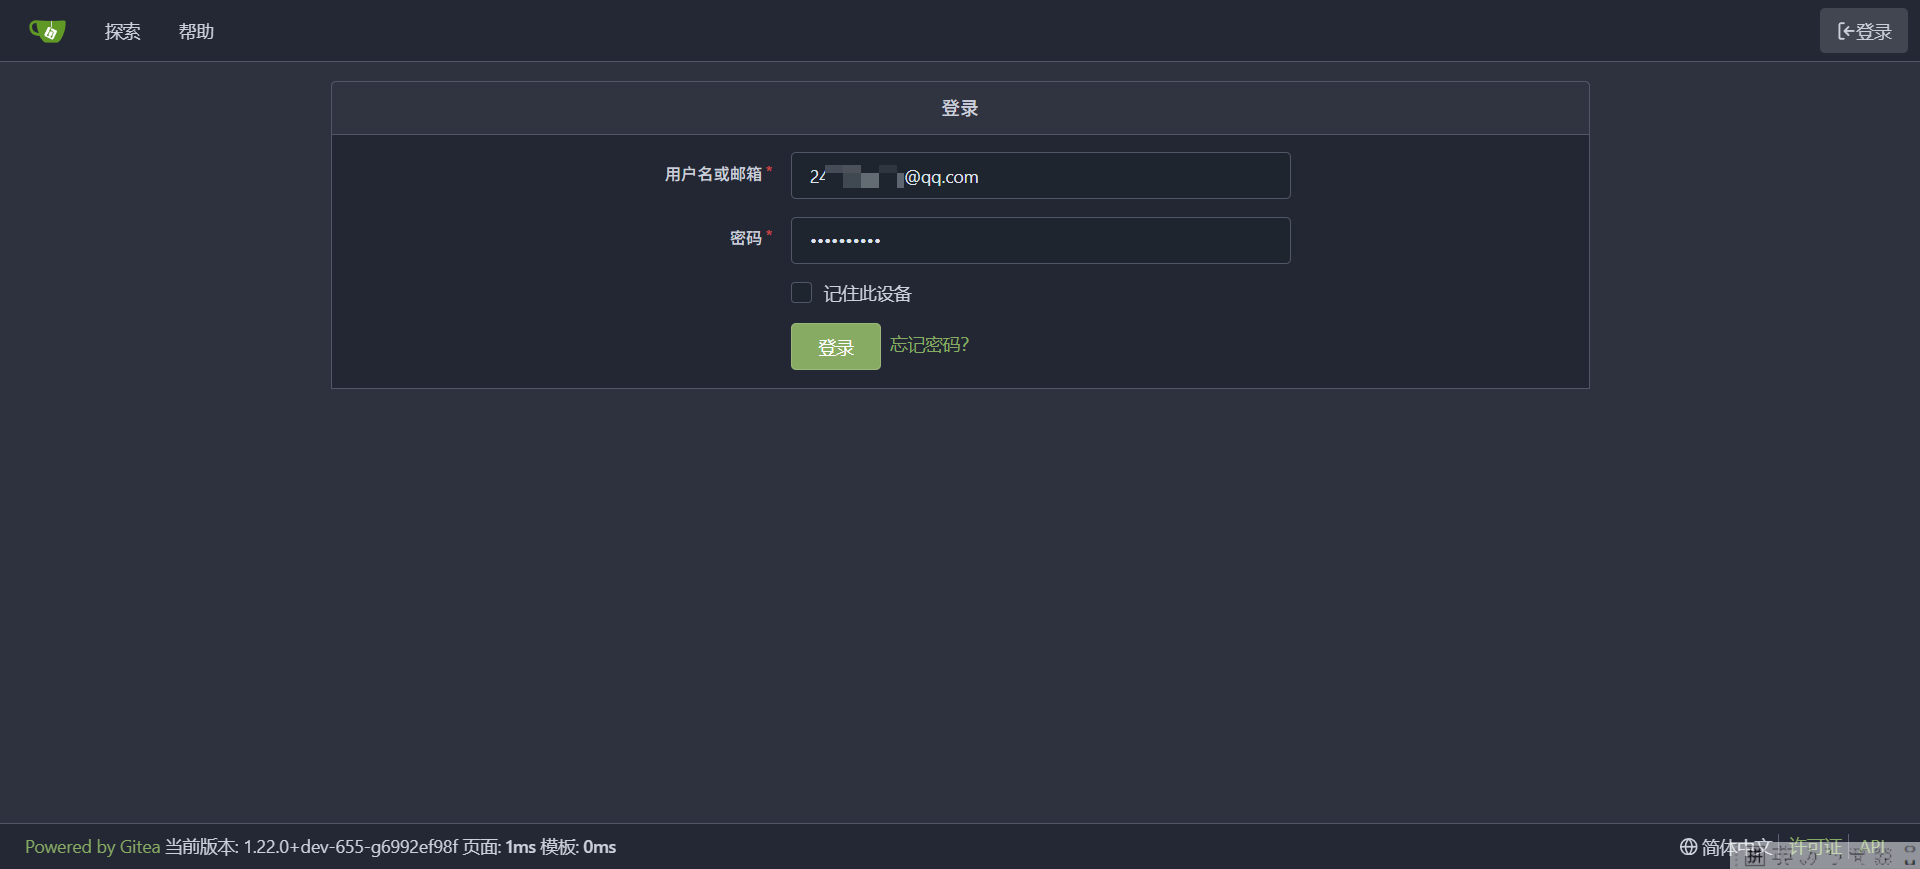 探索 帮助 登录
登录
用户名或邮箱 * 24 @qq.com
密码 * ••••••••••
记住此设备
登录 忘记密码?
Powered by Gitea 当前版本: 1.22.0+dev-655-g6992ef98f 页面: 1ms 模板: 0ms 简体中文 许可证 API
拼